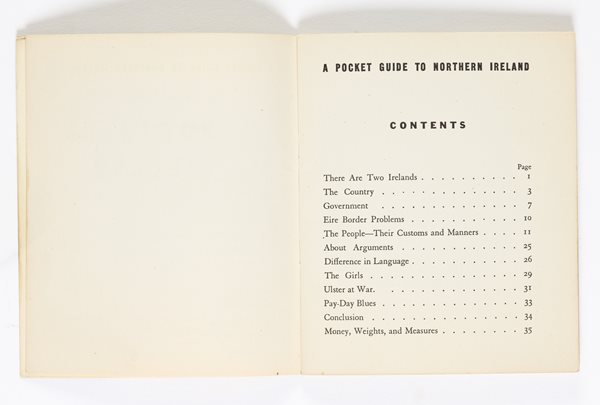 A POCKET GUIDE TO NORTHERN IRELAND
CONTENTS
Page
There Are Two Irelands . . . . . . . . . . 1
The Country . . . . . . . . . . . . . 3
Government . . . . . . . . . . . . . 7
Eire Border Problems . . . . . . . . . . 10
The People—Their Customs and Manners . . . . 11
About Arguments . . . . . . . . . . . 25
Difference in Language . . . . . . . . . . 26
The Girls . . . . . . . . . . . . . . 29
Ulster at War. . . . . . . . . . . . . 31
Pay-Day Blues . . . . . . . . . . . . 33
Conclusion . . . . . . . . . . . . . 34
Money, Weights, and Measures . . . . . . . 35